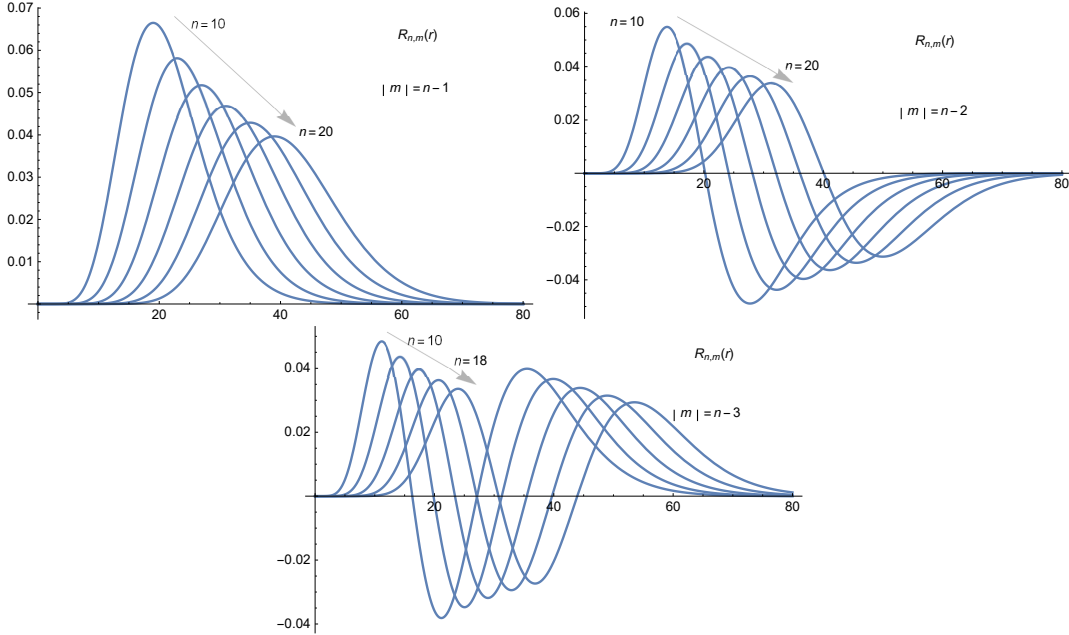 0.07
n=10
R_{n,m}(r)
0.06
0.05
| m | = n-1
0.04
n=20
0.03
0.02
0.01
20 40 60 80
0.06
n=10
R_{n,m}(r)
n=20
0.04
| m | = n-2
0.02
20 40 60 80
-0.02
-0.04
n=10
R_{n,m}(r)
n=18
0.04
| m | = n-3
0.02
20 40 60 80
-0.02
-0.04